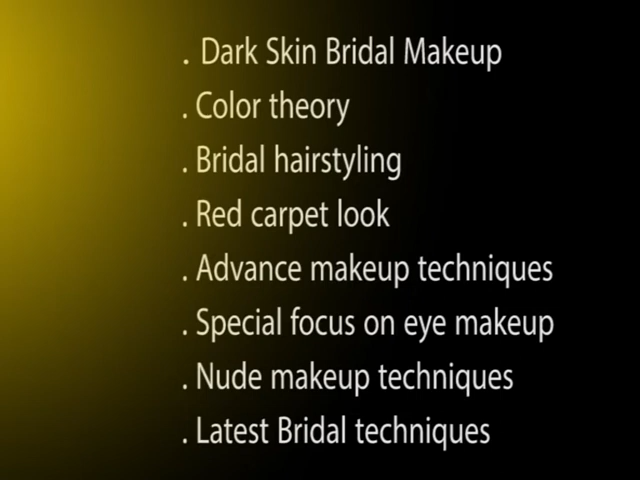 . Dark Skin Bridal Makeup
. Color theory
. Bridal hairstyling
. Red carpet look
. Advance makeup techniques
. Special focus on eye makeup
. Nude makeup techniques
. Latest Bridal techniques